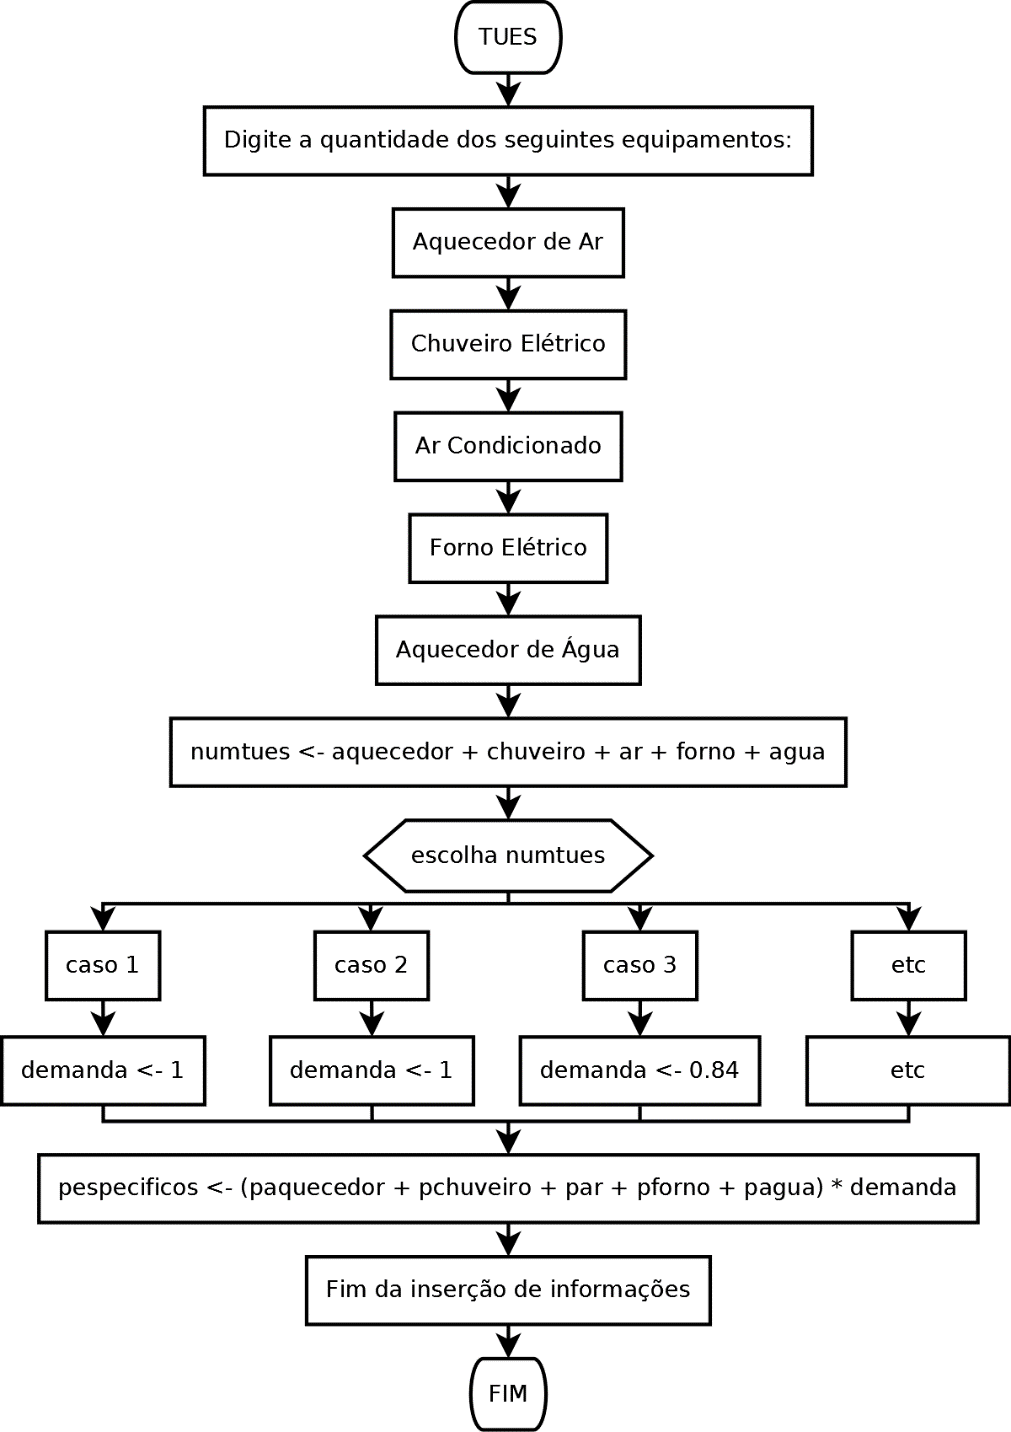 TUES
Digite a quantidade dos seguintes equipamentos:
Aquecedor de Ar
Chuveiro Elétrico
Ar Condicionado
Forno Elétrico
Aquecedor de Água
numtues <- aquecedor + chuveiro + ar + forno + agua
escolha numtues
caso 1
caso 2
caso 3
etc
demanda <- 1
demanda <- 1
demanda <- 0.84
etc
pespecificos <- (paquecedor + pchuveiro + par + pforno + pagua) * demanda
Fim da inserção de informações
FIM